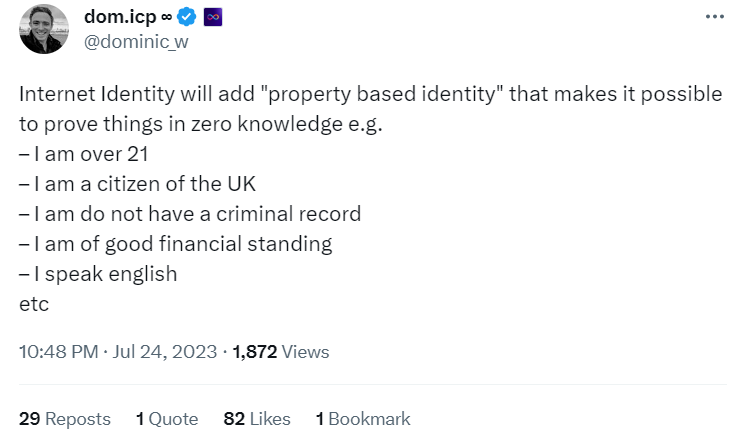 dom.icp ∞
@dominic_w
Internet Identity will add "property based identity" that makes it possible
to prove things in zero knowledge e.g.
– I am over 21
– I am a citizen of the UK
– I am do not have a criminal record
– I am of good financial standing
– I speak english
etc
10:48 PM · Jul 24, 2023 · 1,872 Views
29 Reposts 1 Quote 82 Likes 1 Bookmark